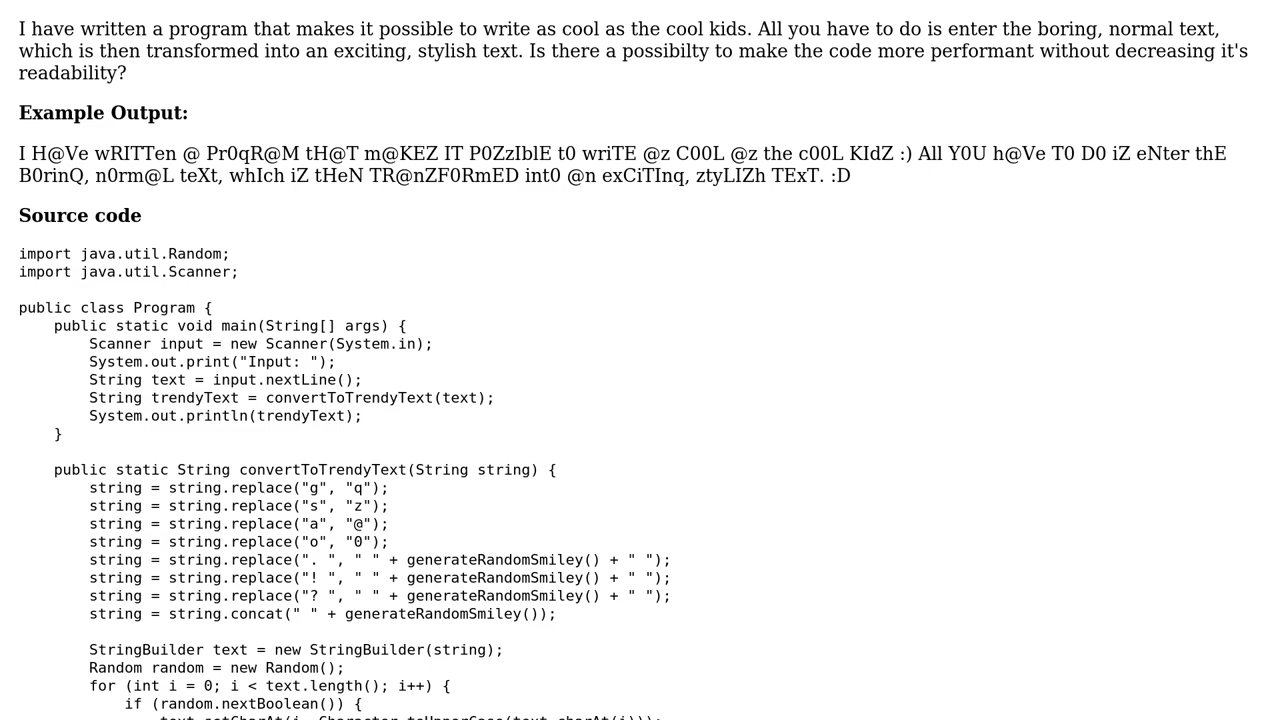 I have written a program that makes it possible to write as cool as the cool kids. All you have to do is enter the boring, normal text,
which is then transformed into an exciting, stylish text. Is there a possibilty to make the code more performant without decreasing it's
readability?
Example Output:
I H@Ve wRITTen @ Pr0qR@M tH@T m@KEZ IT P0ZzIblE t0 wriTE @z C00L @z the c00L KIdZ :) All Y0U h@Ve T0 D0 iZ eNter thE
B0rinQ, n0rm@L teXt, whIch iZ tHeN TR@nZF0RmED int0 @n exCiTInq, ztyLIZh TExT. :D
Source code
import java.util.Random;
import java.util.Scanner;
public class Program {
    public static void main(String[] args) {
        Scanner input = new Scanner(System.in);
        System.out.print("Input: ");
        String text = input.nextLine();
        String trendyText = convertToTrendyText(text);
        System.out.println(trendyText);
    }
    public static String convertToTrendyText(String string) {
        string = string.replace("g", "q");
        string = string.replace("s", "z");
        string = string.replace("a", "@");
        string = string.replace("o", "0");
        string = string.replace(". ", " " + generateRandomSmiley() + " ");
        string = string.replace("! ", " " + generateRandomSmiley() + " ");
        string = string.replace("? ", " " + generateRandomSmiley() + " ");
        string = string.concat(" " + generateRandomSmiley());
        StringBuilder text = new StringBuilder(string);
        Random random = new Random();
        for (int i = 0; i < text.length(); i++) {
            if (random.nextBoolean()) {